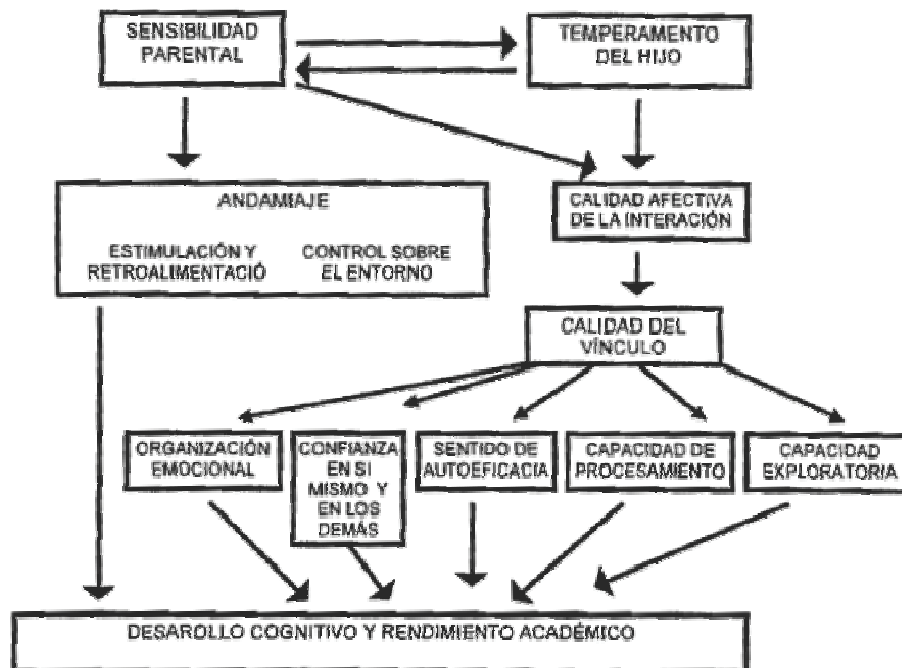 SENSIBILIDAD
PARENTAL
TEMPERAMENTO
DEL HIJO
ANDAMIAJE
ESTIMULACIÓN Y
RETROALIMENTACIÓ
CONTROL SOBRE
EL ENTORNO
CALIDAD AFECTIVA
DE LA INTERACIÓN
CALIDAD DEL
VÍNCULO
ORGANIZACIÓN
EMOCIONAL
CONFIANZA
EN SI
MISMO Y
EN LOS
DEMÁS
SENTIDO DE
AUTOEFICACIA
CAPACIDAD DE
PROCESAMIENTO
CAPACIDAD
EXPLORATORIA
DESAROLLO COGNITIVO Y RENDIMIENTO ACADÉMICO